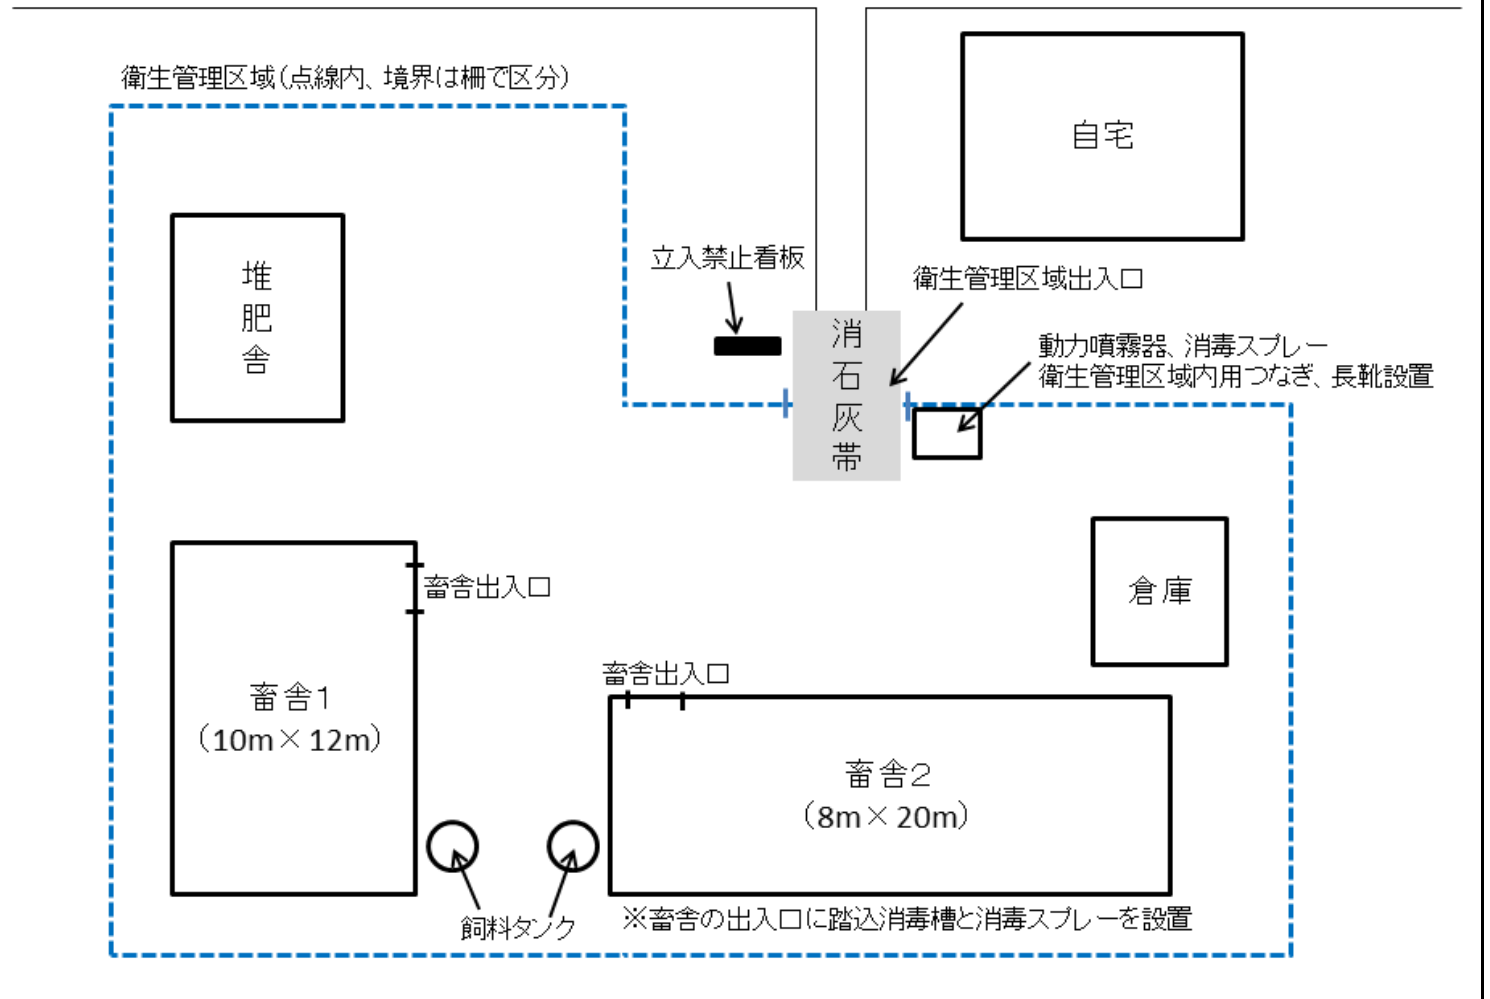 衛生管理区域（点線内、境界は柵で区分）
自宅
堆肥舎
立入禁止看板
衛生管理区域出入口
消石灰帯
動力噴霧器、消毒スプレー
衛生管理区域内用つなぎ、長靴設置
畜舎出入口
倉庫
畜舎出入口
畜舎１
（10m×12m）
畜舎２
（8m×20m）
飼料タンク
※畜舎の出入口に踏込消毒槽と消毒スプレーを設置